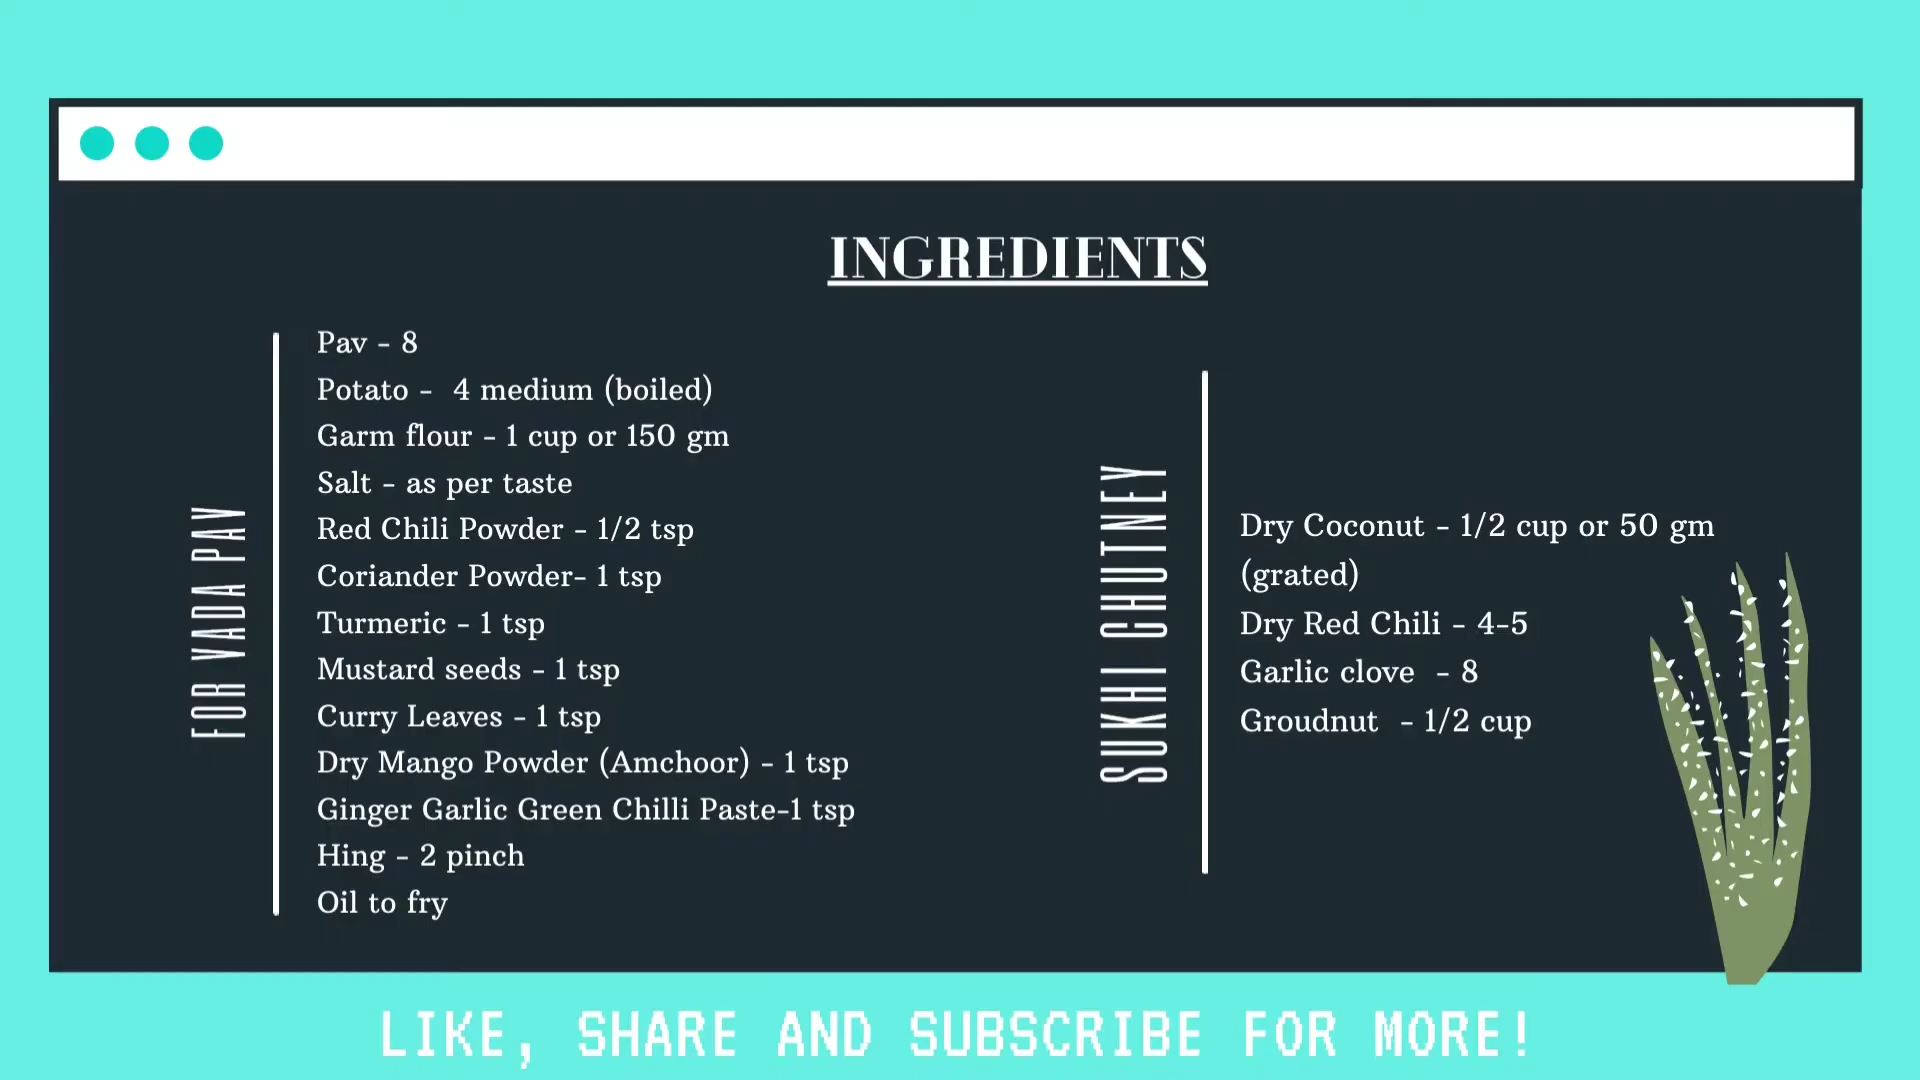 INGREDIENTS
FOR VADA PAV
Pav - 8
Potato -  4 medium (boiled)
Garm flour - 1 cup or 150 gm
Salt - as per taste
Red Chili Powder - 1/2 tsp
Coriander Powder- 1 tsp
Turmeric - 1 tsp
Mustard seeds - 1 tsp
Curry Leaves - 1 tsp
Dry Mango Powder (Amchoor) - 1 tsp
Ginger Garlic Green Chilli Paste-1 tsp
Hing - 2 pinch
Oil to fry
SUKHI CHUTNEY
Dry Coconut - 1/2 cup or 50 gm
(grated)
Dry Red Chili - 4-5
Garlic clove  - 8
Groudnut  - 1/2 cup
LIKE, SHARE AND SUBSCRIBE FOR MORE!